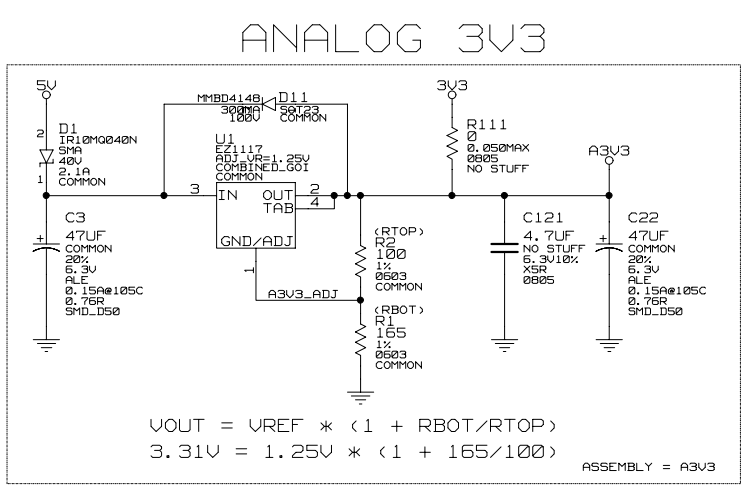 ANALOG 3V3
5V
2
D1
IR10MQ040N
SMA
40V
2.1A
COMMON
1
MMBD4148
300MA
100V
D11
SOT23
COMMON
U1
EZ1117
ADJ_VR=1.25V
COMBINED_GOI
COMMON
3
IN
OUT
2
TAB
4
GND/ADJ
1
A3V3_ADJ
3V3
R111
0
0.050MAX
0805
NO STUFF
A3V3
C3
47UF
COMMON
20%
6.3V
ALE
0.15A@105C
0.76R
SMD_D50
(RTOP)
R2
100
1%
0603
COMMON
(RBOT)
R1
165
1%
0603
COMMON
C121
4.7UF
NO STUFF
6.3V10%
X5R
0805
C22
47UF
COMMON
20%
6.3V
ALE
0.15A@105C
0.76R
SMD_D50
VOUT = VREF * (1 + RBOT/RTOP)
3.31V = 1.25V * (1 + 165/100)
ASSEMBLY = A3V3